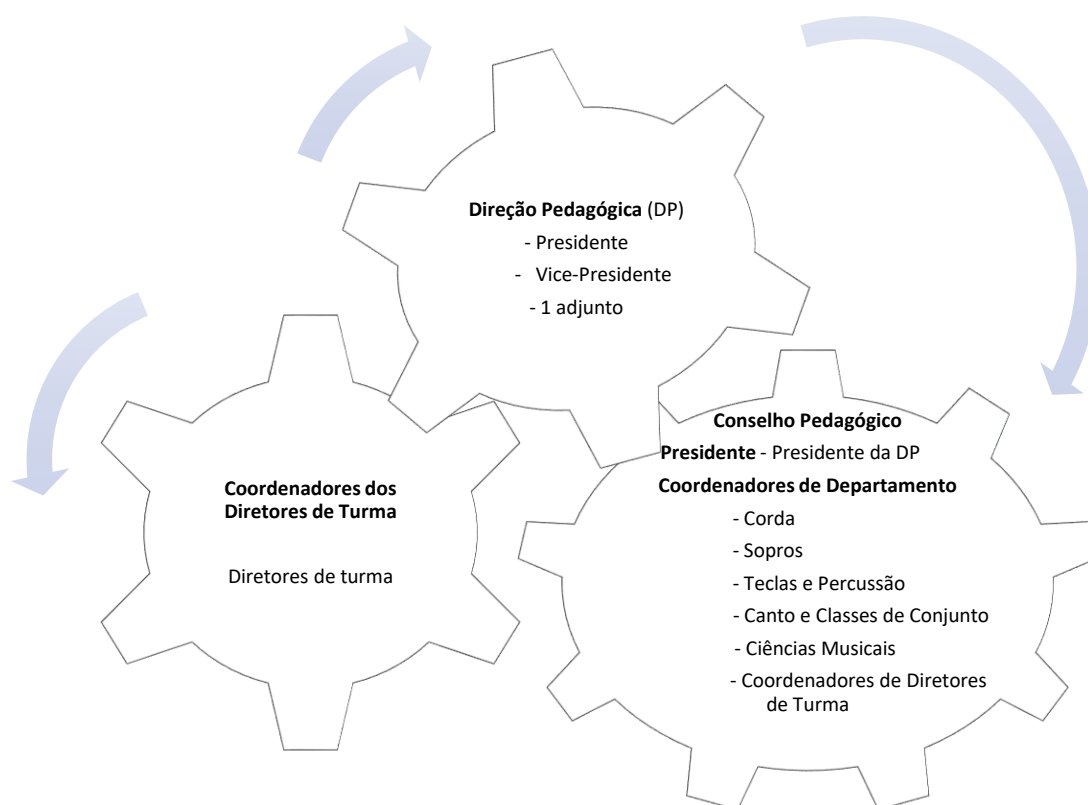 Direção Pedagógica (DP)
- Presidente
- Vice-Presidente
- 1 adjunto
Conselho Pedagógico
Presidente - Presidente da DP
Coordenadores de Departamento
- Corda
- Sopros
- Teclas e Percussão
- Canto e Classes de Conjunto
- Ciências Musicais
- Coordenadores de Diretores
de Turma
Coordenadores dos
Diretores de Turma
Diretores de turma